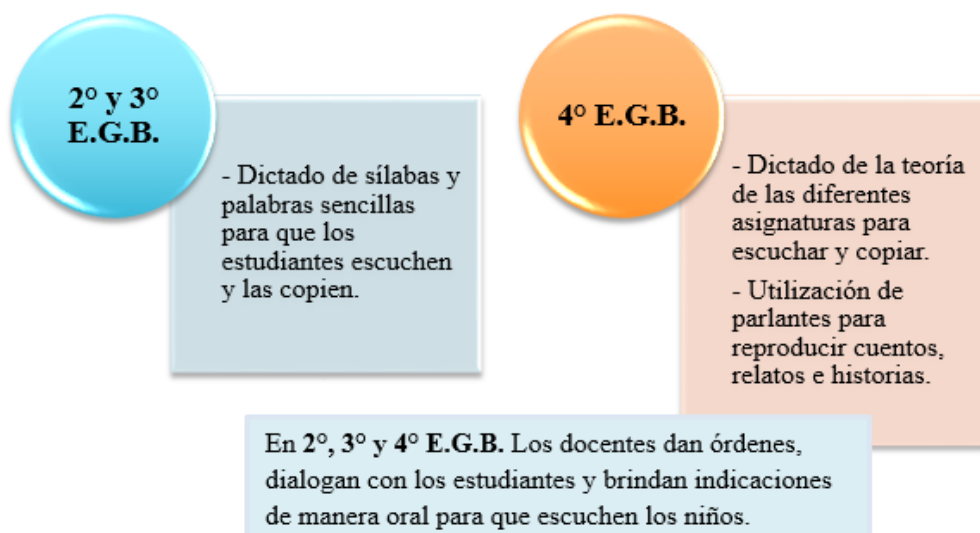 2° y 3°
E.G.B.
- Dictado de sílabas y
palabras sencillas
para que los
estudiantes escuchen
y las copien.
4° E.G.B.
- Dictado de la teoría
de las diferentes
asignaturas para
escuchar y copiar.
- Utilización de
parlantes para
reproducir cuentos,
relatos e historias.
En 2°, 3° y 4° E.G.B. Los docentes dan órdenes,
dialogan con los estudiantes y brindan indicaciones
de manera oral para que escuchen los niños.